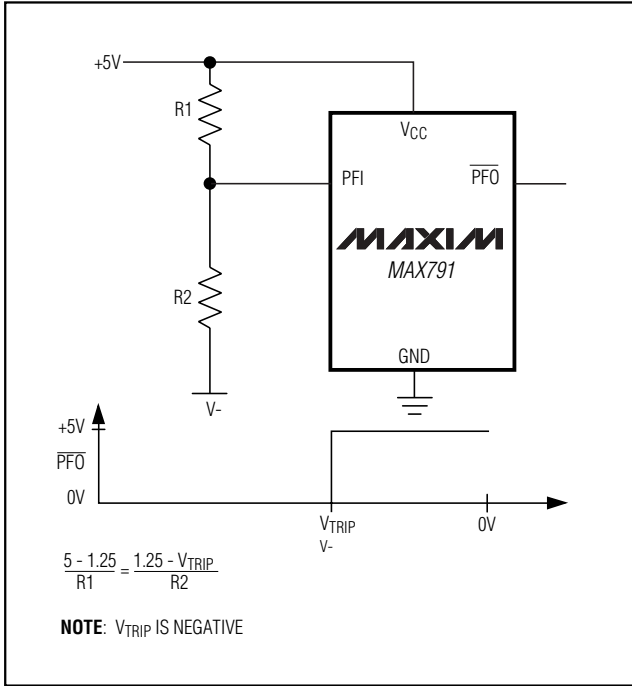 +5V
R1
VCC
PFI
PFO
MAXIM
MAX791
R2
GND
V-
+5V
PFO
0V
VTRIP
0V
V-
5 - 1.25
R1
=
1.25 - VTRIP
R2
NOTE: VTRIP IS NEGATIVE